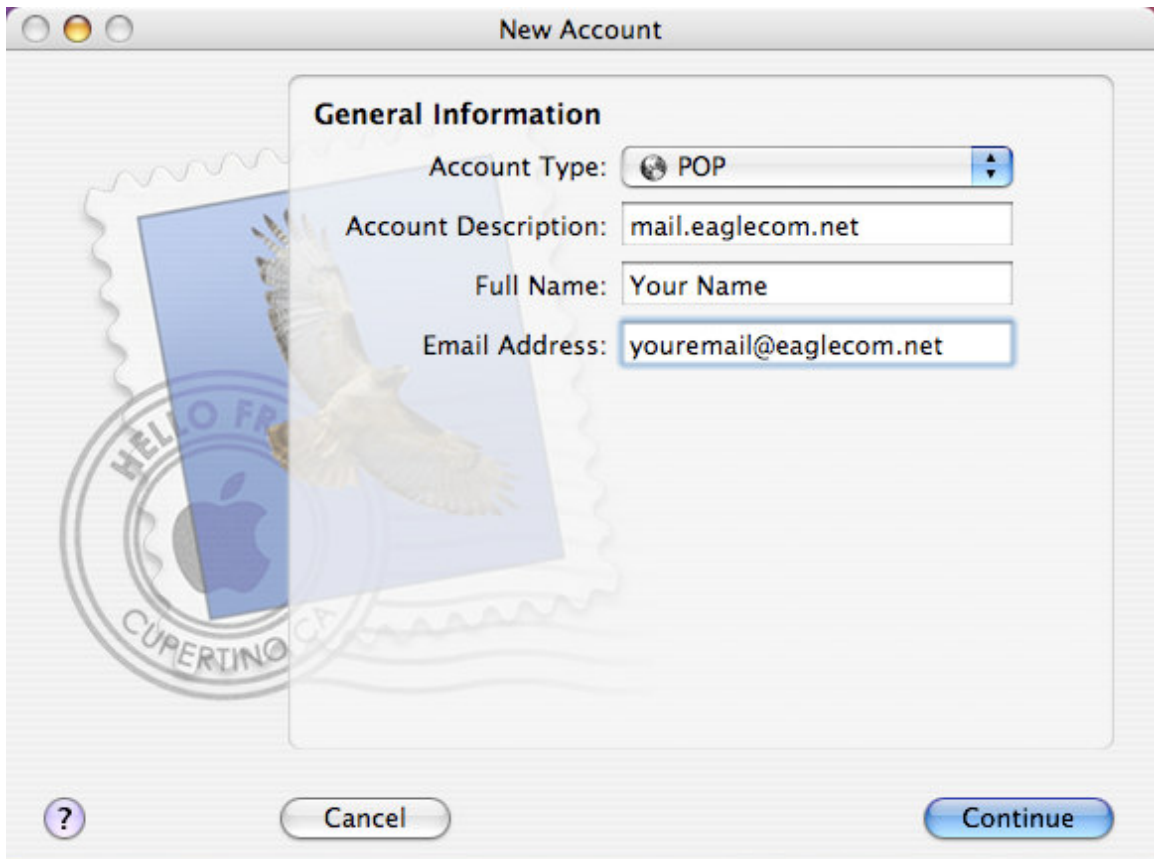 New Account
General Information
Account Type: POP
Account Description: mail.eaglecom.net
Full Name: Your Name
Email Address: youremail@eaglecom.net
HELLO FR
CUPERTINO CA
? Cancel Continue